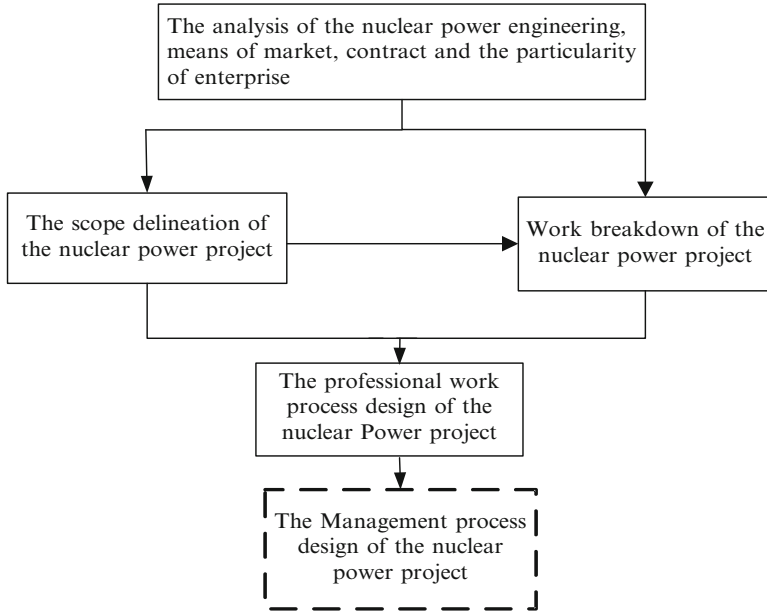 The analysis of the nuclear power engineering,
means of market, contract and the particularity
of enterprise
The scope delineation of
the nuclear power project
Work breakdown of the
nuclear power project
The professional work
process design of the
nuclear Power project
The Management process
design of the nuclear
power project